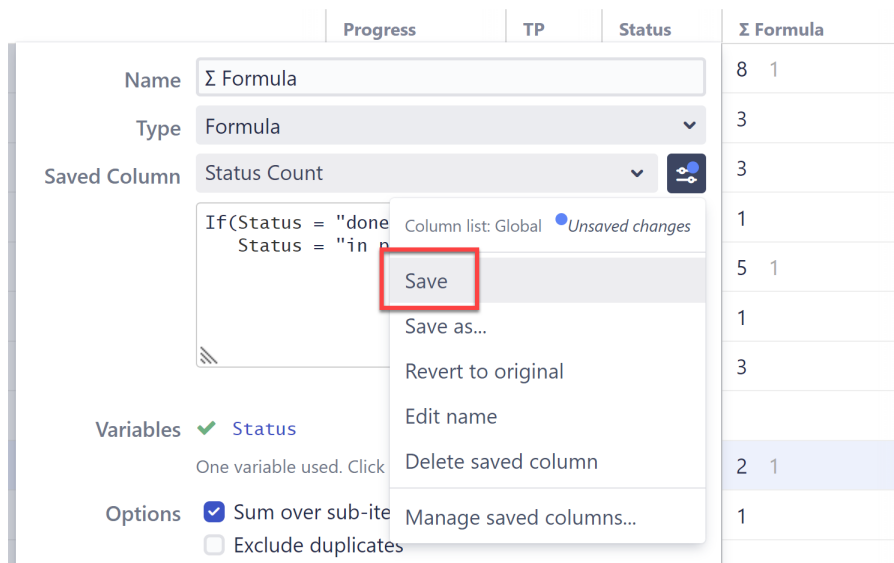 Progress TP Status Σ Formula
Name Σ Formula 8 1
Type Formula 3
Saved Column Status Count 3
If(Status = "done Column list: Global Unsaved changes 1
Status = "in
Save 5 1
Save as... 1
Revert to original 3
Edit name
Variables Status
One variable used. Click Delete saved column 2 1
Options Sum over sub-ite Manage saved columns... 1
Exclude duplicates